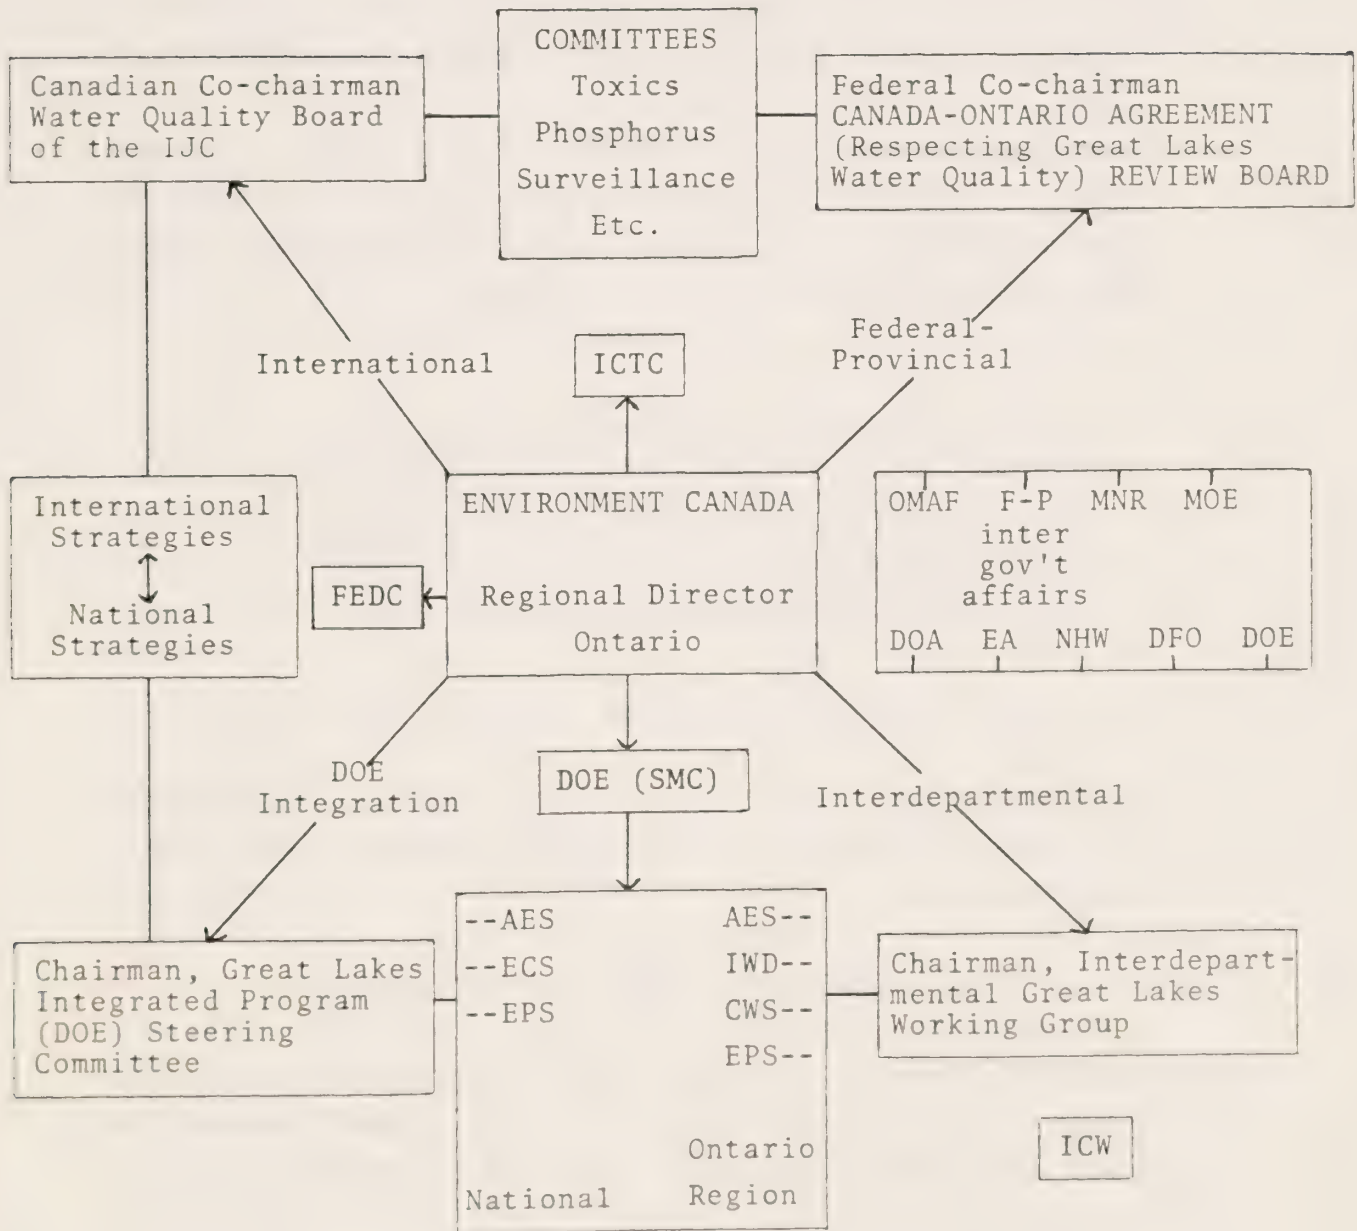 COMMITTEES
Toxics
Phosphorus
Surveillance
Etc.
Canadian Co-chairman
Water Quality Board
of the IJC
Federal Co-chairman
CANADA-ONTARIO AGREEMENT
(Respecting Great Lakes
Water Quality) REVIEW BOARD
International
ICTC
Federal-
Provincial
International
Strategies
National
Strategies
FEDC
ENVIRONMENT CANADA
Regional Director
Ontario
OMAF F-P MNR MOE
inter
gov't
affairs
DOA EA NHW DFO DOE
DOE
Integration
DOE (SMC)
Interdepartmental
Chairman, Great Lakes
Integrated Program
(DOE) Steering
Committee
--AES AES--
--ECS IWD--
--EPS CWS--
EPS--
Ontario
National Region
Chairman, Interdepart-
mental Great Lakes
Working Group
ICW